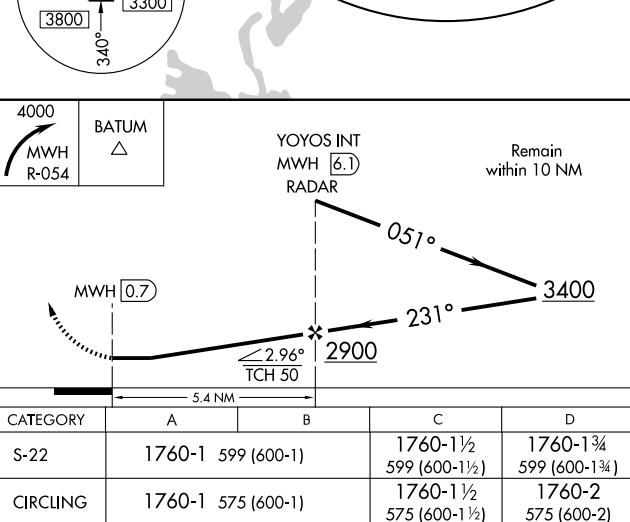 3300
3800
340°
4000
MWH
R-054
BATUM
YOYOS INT
MWH 6.1
RADAR
Remain
within 10 NM
051°
MWH 0.7
3400
231°
2.96°
TCH 50
2900
5.4 NM
CATEGORY A B C D
S-22 1760-1 599 (600-1) 1760-1½ 599 (600-1½) 1760-1¾ 599 (600-1¾)
CIRCLING 1760-1 575 (600-1) 1760-1½ 575 (600-1½) 1760-2 575 (600-2)